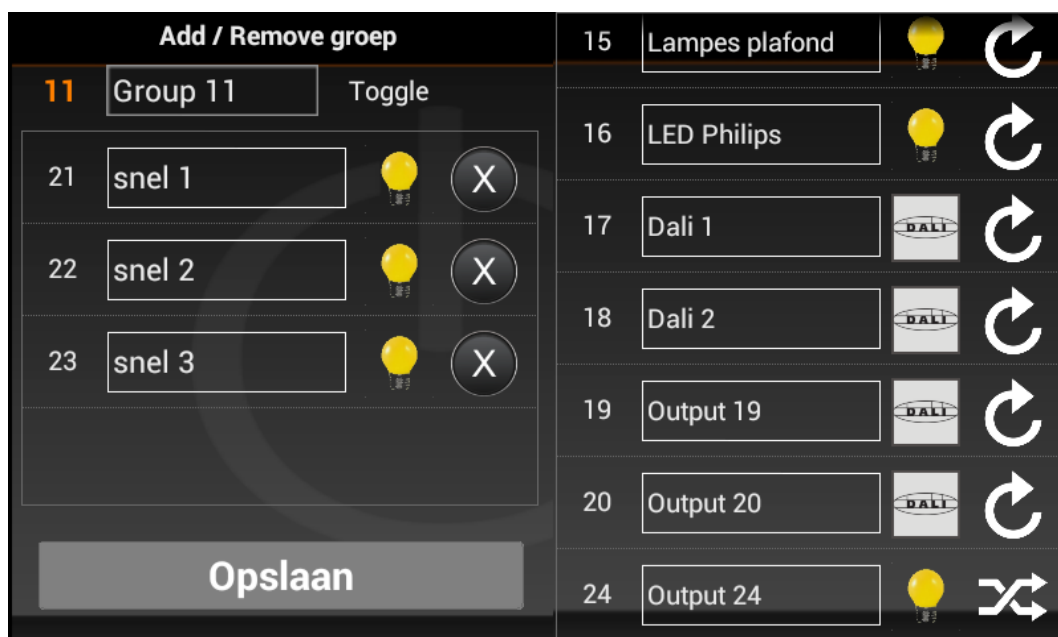 Add / Remove groep
11 Group 11 Toggle
21 snel 1 X
22 snel 2 X
23 snel 3 X
Opslaan
15 Lampes plafond
16 LED Philips
17 Dali 1 DALI
18 Dali 2 DALI
19 Output 19 DALI
20 Output 20 DALI
24 Output 24